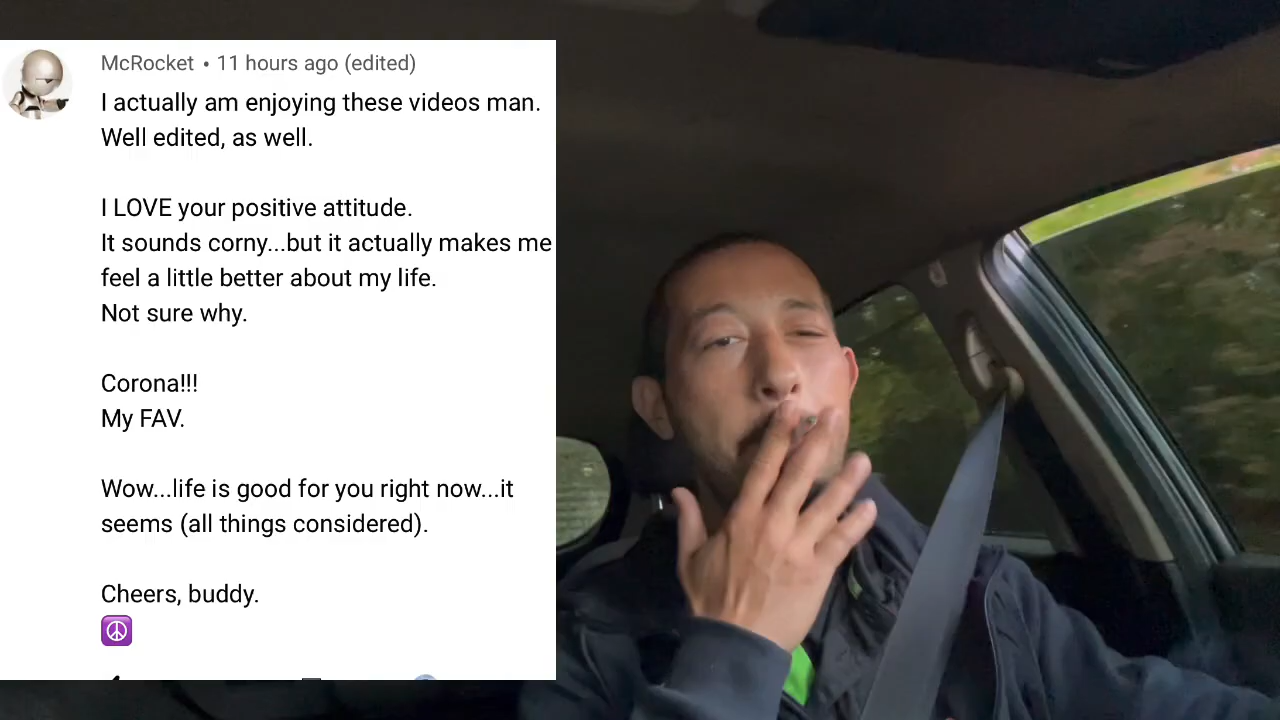 McRocket • 11 hours ago (edited)
I actually am enjoying these videos man.
Well edited, as well.
I LOVE your positive attitude.
It sounds corny...but it actually makes me
feel a little better about my life.
Not sure why.
Corona!!!
My FAV.
Wow...life is good for you right now...it
seems (all things considered).
Cheers, buddy.